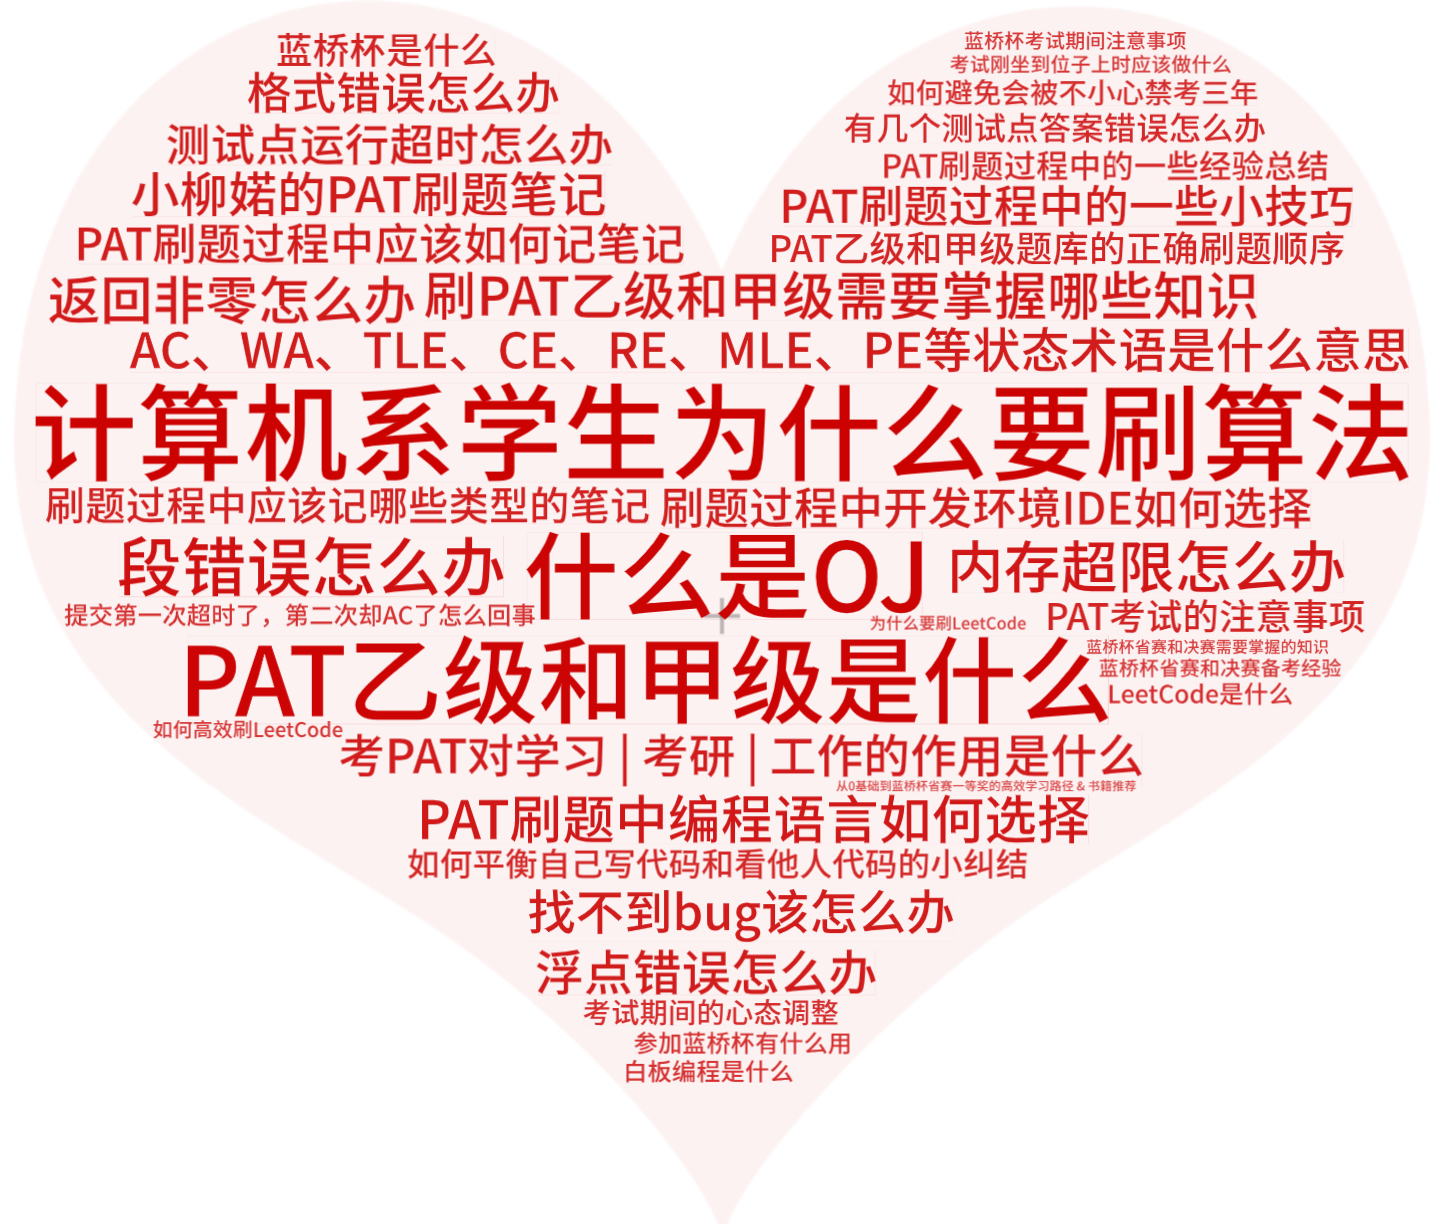 蓝桥杯是什么
格式错误怎么办
测试点运行超时怎么办
小柳婼的PAT刷题笔记
PAT刷题过程中应该如何记笔记
蓝桥杯考试期间注意事项
考试刚坐到位子上时应该做什么
如何避免会被不小心禁考三年
有几个测试点答案错误怎么办
PAT刷题过程中的一些经验总结
PAT刷题过程中的一些小技巧
PAT乙级和甲级题库的正确刷题顺序
返回非零怎么办
刷PAT乙级和甲级需要掌握哪些知识
AC、WA、TLE、CE、RE、MLE、PE等状态术语是什么意思
计算机系学生为什么要刷算法
刷题过程中应该记哪些类型的笔记
刷题过程中开发环境IDE如何选择
段错误怎么办
什么是OJ
内存超限怎么办
提交第一次超时了，第二次却AC了怎么回事
为什么要刷LeetCode
PAT考试的注意事项
PAT乙级和甲级是什么
蓝桥杯省赛和决赛需要掌握的知识
蓝桥杯省赛和决赛备考经验
LeetCode是什么
如何高效刷LeetCode
考PAT对学习 | 考研 | 工作的作用是什么
从0基础到蓝桥杯省赛一等奖的高效学习路径 & 书籍推荐
PAT刷题中编程语言如何选择
如何平衡自己写代码和看他人代码的小纠结
找不到bug该怎么办
浮点错误怎么办
考试期间的心态调整
参加蓝桥杯有什么用
白板编程是什么